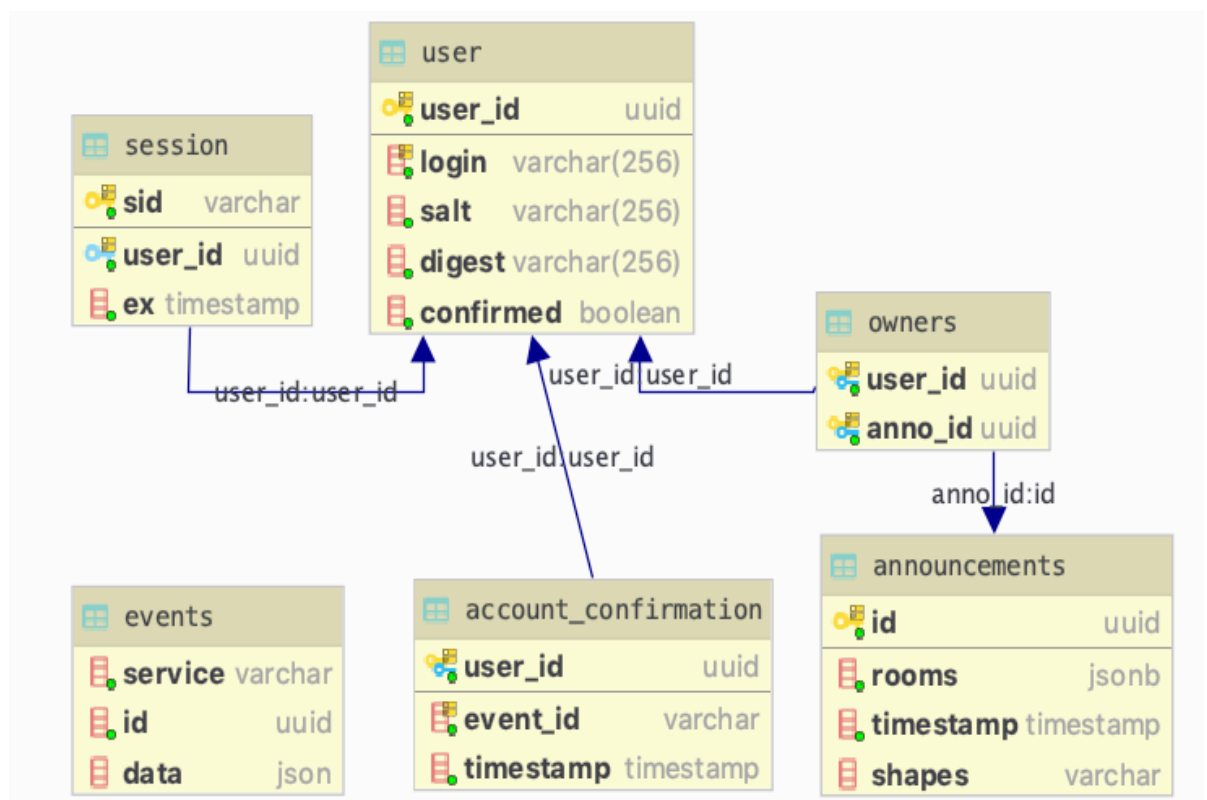 user
user_id uuid
login varchar(256)
salt varchar(256)
digest varchar(256)
confirmed boolean
session
sid varchar
user_id uuid
ex timestamp
owners
user_id uuid
anno_id uuid
user_id:user_id
user_id:user_id
user_id:user_id
anno_id:id
events
service varchar
id uuid
data json
account_confirmation
user_id uuid
event_id varchar
timestamp timestamp
announcements
id uuid
rooms jsonb
timestamp timestamp
shapes varchar